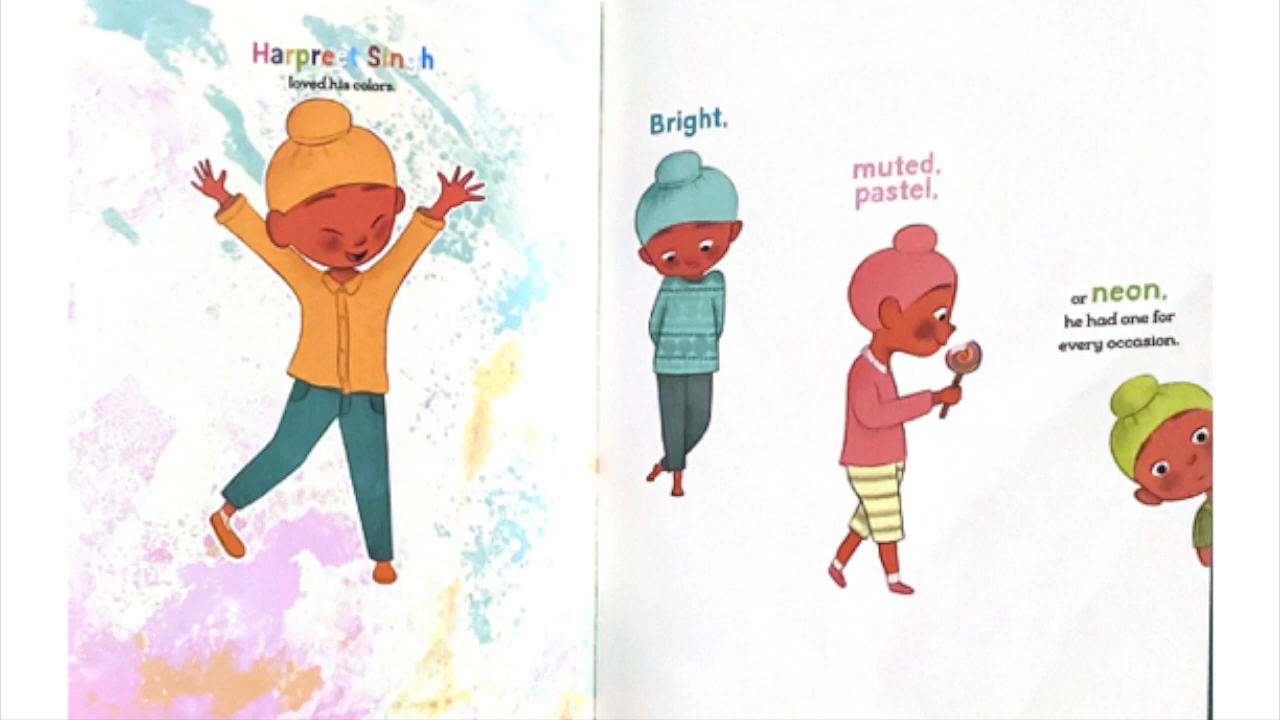 Harpreet Singh
loved his colors.
Bright,
muted,
pastel,
or neon,
he had one for
every occasion.